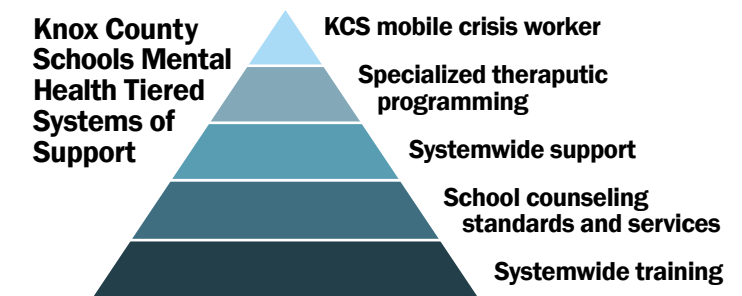 Knox County
Schools Mental
Health Tiered
Systems of
Support
KCS mobile crisis worker
Specialized theraputic
programming
Systemwide support
School counseling
standards and services
Systemwide training